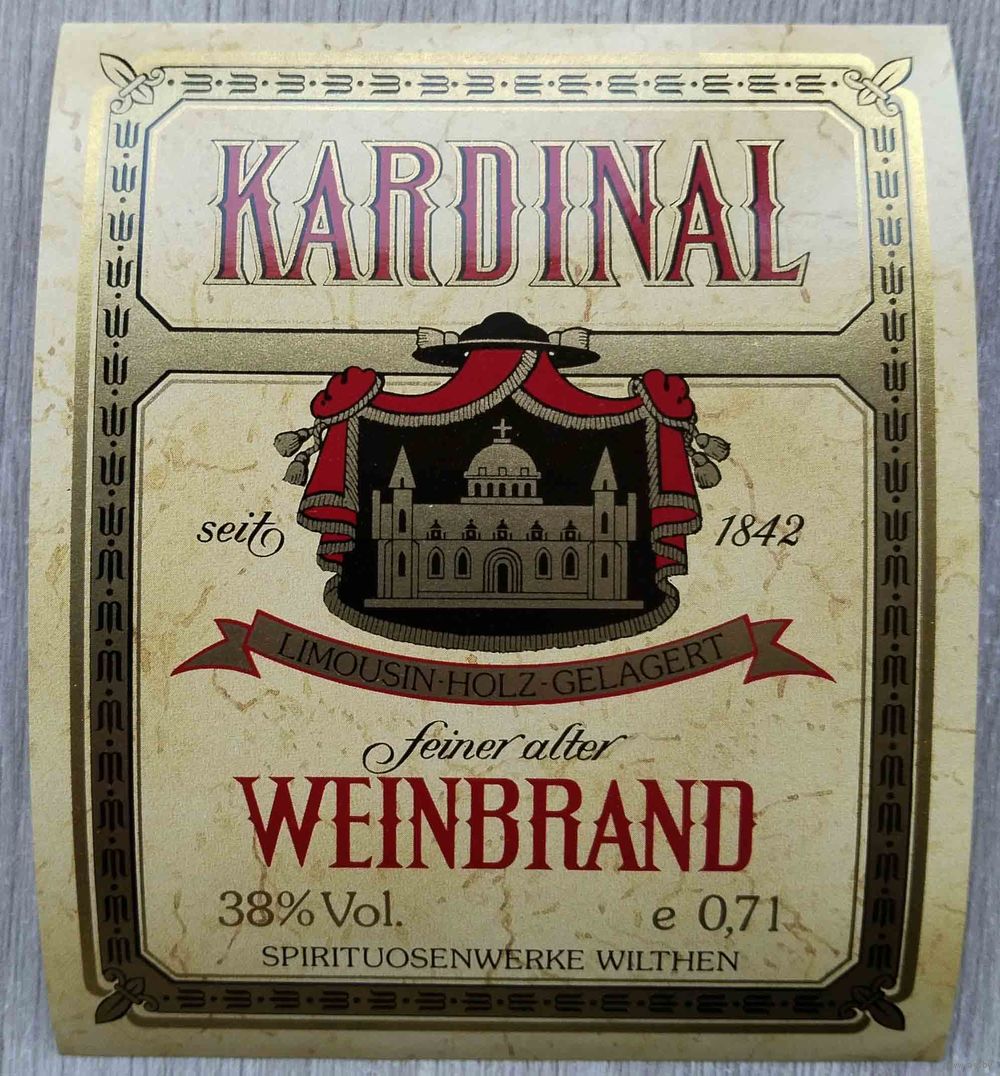 KARDINAL
seit 1842
LIMOUSIN-HOLZ-GELAGERT
feiner alter
WEINBRAND
38% Vol. e 0,7l
SPIRITUOSENWERKE WILTHEN